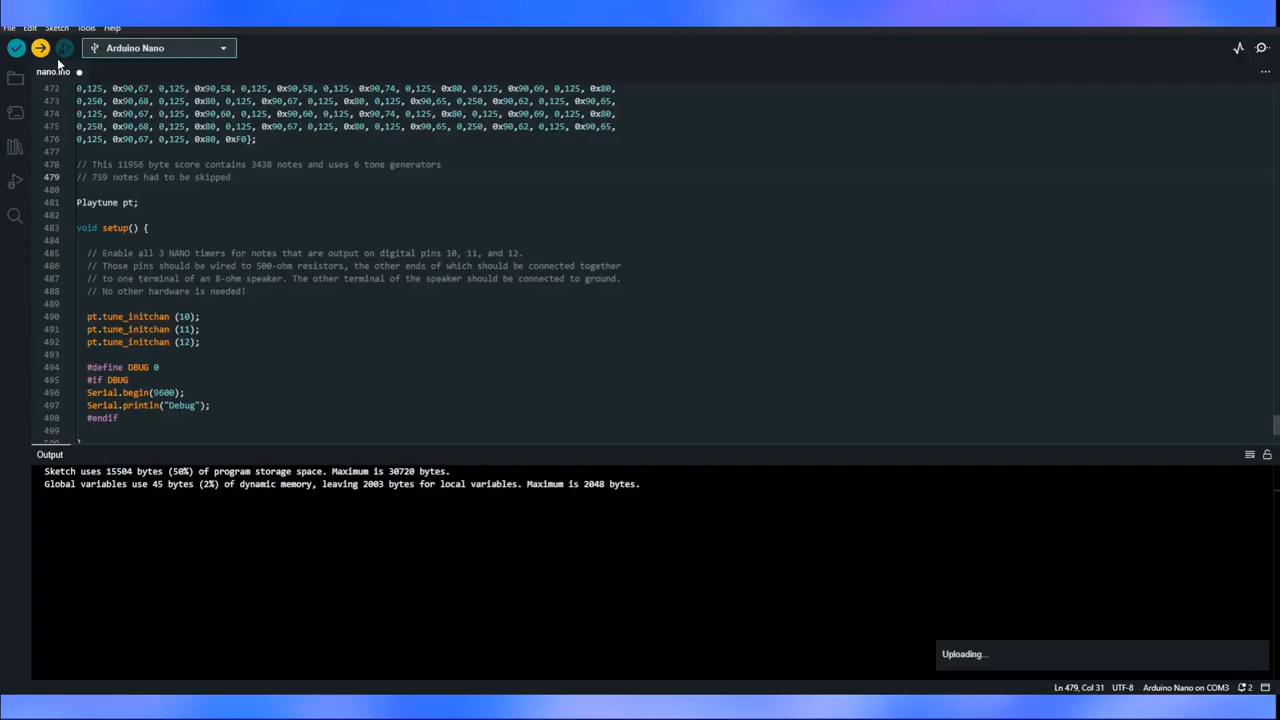 File Edit Sketch Tools Help
Arduino Nano
nano.ino
472 0,125, 0x90,67, 0,125, 0x90,58, 0,125, 0x90,58, 0,125, 0x90,74, 0,125, 0x80, 0,125, 0x90,69, 0,125, 0x80,
473 0,250, 0x90,68, 0,125, 0x80, 0,125, 0x90,67, 0,125, 0x80, 0,125, 0x90,65, 0,250, 0x90,62, 0,125, 0x90,65,
474 0,125, 0x90,67, 0,125, 0x90,60, 0,125, 0x90,60, 0,125, 0x90,74, 0,125, 0x80, 0,125, 0x90,69, 0,125, 0x80,
475 0,250, 0x90,68, 0,125, 0x80, 0,125, 0x90,67, 0,125, 0x80, 0,125, 0x90,65, 0,250, 0x90,62, 0,125, 0x90,65,
476 0,125, 0x90,67, 0,125, 0x80, 0xF0};
477
478 // This 11956 byte score contains 3438 notes and uses 6 tone generators
479 // 759 notes had to be skipped
480
481 Playtune pt;
482
483 void setup() {
484
485 // Enable all 3 NANO timers for notes that are output on digital pins 10, 11, and 12.
486 // Those pins should be wired to 500-ohm resistors, the other ends of which should be connected together
487 // to one terminal of an 8-ohm speaker. The other terminal of the speaker should be connected to ground.
488 // No other hardware is needed!
489
490 pt.tune_initchan (10);
491 pt.tune_initchan (11);
492 pt.tune_initchan (12);
493
494 #define DBUG 0
495 #if DBUG
496 Serial.begin(9600);
497 Serial.println("Debug");
498 #endif
499
500 }
Output
Sketch uses 15504 bytes (50%) of program storage space. Maximum is 30720 bytes.
Global variables use 45 bytes (2%) of dynamic memory, leaving 2003 bytes for local variables. Maximum is 2048 bytes.
Uploading...
Ln 479, Col 31 UTF-8 Arduino Nano on COM3 2